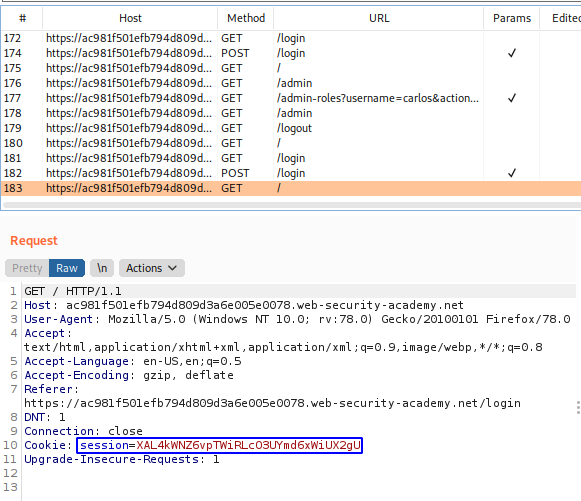 # Host Method URL Params Edited
172 https://ac981f501efb794d809d... GET /login
174 https://ac981f501efb794d809d... POST /login ✓
175 https://ac981f501efb794d809d... GET /
176 https://ac981f501efb794d809d... GET /admin
177 https://ac981f501efb794d809d... GET /admin-roles?username=carlos&action... ✓
178 https://ac981f501efb794d809d... GET /admin
179 https://ac981f501efb794d809d... GET /logout
180 https://ac981f501efb794d809d... GET /
181 https://ac981f501efb794d809d... GET /login
182 https://ac981f501efb794d809d... POST /login ✓
183 https://ac981f501efb794d809d... GET /
Request
Pretty Raw \n Actions
1 GET / HTTP/1.1
2 Host: ac981f501efb794d809d3a6e005e0078.web-security-academy.net
3 User-Agent: Mozilla/5.0 (Windows NT 10.0; rv:78.0) Gecko/20100101 Firefox/78.0
4 Accept:
text/html,application/xhtml+xml,application/xml;q=0.9,image/webp,*/*;q=0.8
5 Accept-Language: en-US,en;q=0.5
6 Accept-Encoding: gzip, deflate
7 Referer:
https://ac981f501efb794d809d3a6e005e0078.web-security-academy.net/login
8 DNT: 1
9 Connection: close
10 Cookie: session=XAL4kWNZ6vpTWiRLcO3UYmd6xWiUX2gU
11 Upgrade-Insecure-Requests: 1
12
13